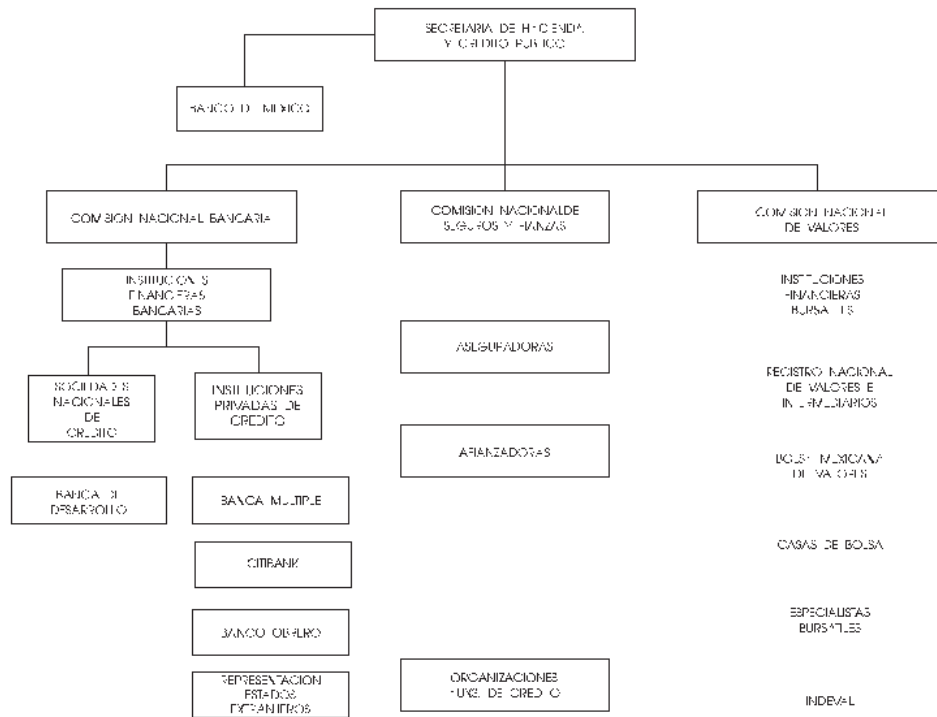 SECRETARIA DE HACIENDA
Y CREDITO PUBLICO
BANCO DE MEXICO
COMISION NACIONAL BANCARIA
COMISION NACIONALDE
SEGUROS Y FIANZAS
COMISION NACIONAL
DE VALORES
INSTITUCIONES
FINANCIERAS
BANCARIAS
INSTITUCIONES
FINANCIERAS
BURSATILES
ASEGURADORAS
SOCIEDADES
NACIONALES
DE
CREDITO
INSTITUCIONES
PRIVADAS DE
CREDITO
REGISTRO NACIONAL
DE VALORES E
INTERMEDIARIOS
AFIANZADORAS
BOLSA MEXICANA
DE VALORES
BANCA DE
DESARROLLO
BANCA MULTIPLE
CITIBANK
CASAS DE BOLSA
BANCO OBRERO
ESPECIALISTAS
BURSATILES
REPRESENTACION
ESTADOS
EXTRANJEROS
ORGANIZACIONES
DE CREDITO
INDEVAL